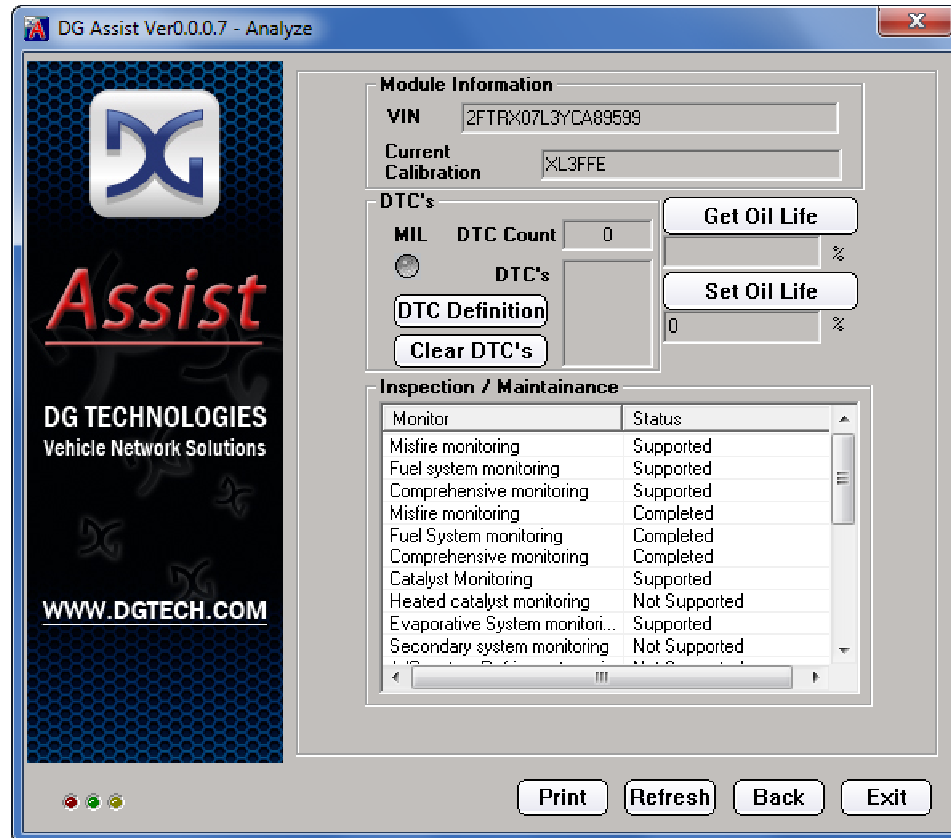 DG Assist Ver0.0.0.7 - Analyze
Assist
DG TECHNOLOGIES
Vehicle Network Solutions
WWW.DGTECH.COM
Module Information
VIN 2FTRX07L3YCA89599
Current
Calibration XL3FFE
DTC's
MIL DTC Count 0
DTC's
DTC Definition
Clear DTC's
Get Oil Life
%
Set Oil Life
0 %
Inspection / Maintainance
Monitor Status
Misfire monitoring Supported
Fuel system monitoring Supported
Comprehensive monitoring Supported
Misfire monitoring Completed
Fuel System monitoring Completed
Comprehensive monitoring Completed
Catalyst Monitoring Supported
Heated catalyst monitoring Not Supported
Evaporative System monitori... Supported
Secondary system monitoring Not Supported
Print Refresh Back Exit